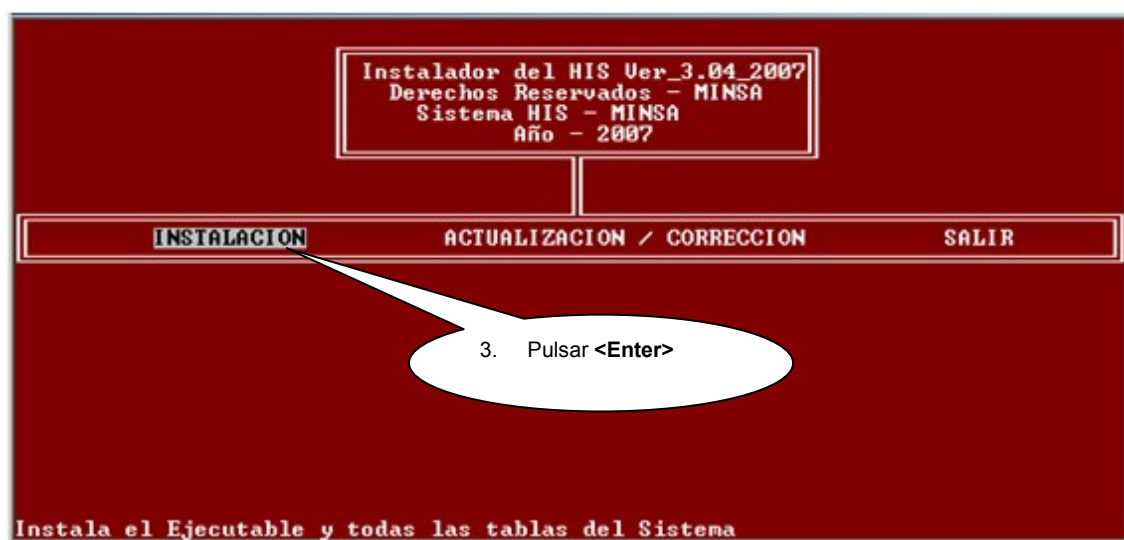 Instalador del HIS Ver_3.04_2007
Derechos Reservados - MINSA
Sistema HIS - MINSA
Año - 2007
INSTALACION ACTUALIZACION / CORRECCION SALIR
3. Pulsar <Enter>
Instala el Ejecutable y todas las tablas del Sistema